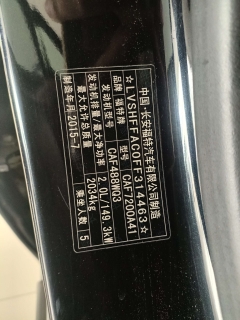 中国·长安福特汽车有限公司制造
★LVSHFFAC0FF314463★
品牌 福特牌 型号 CAF7200A41
发动机型号 CAF488WQ3
发动机排量/最大净功率 2.0L/149.3kW
最大允许总质量 2034kg
制造年月 2015-7 乘坐人数 5